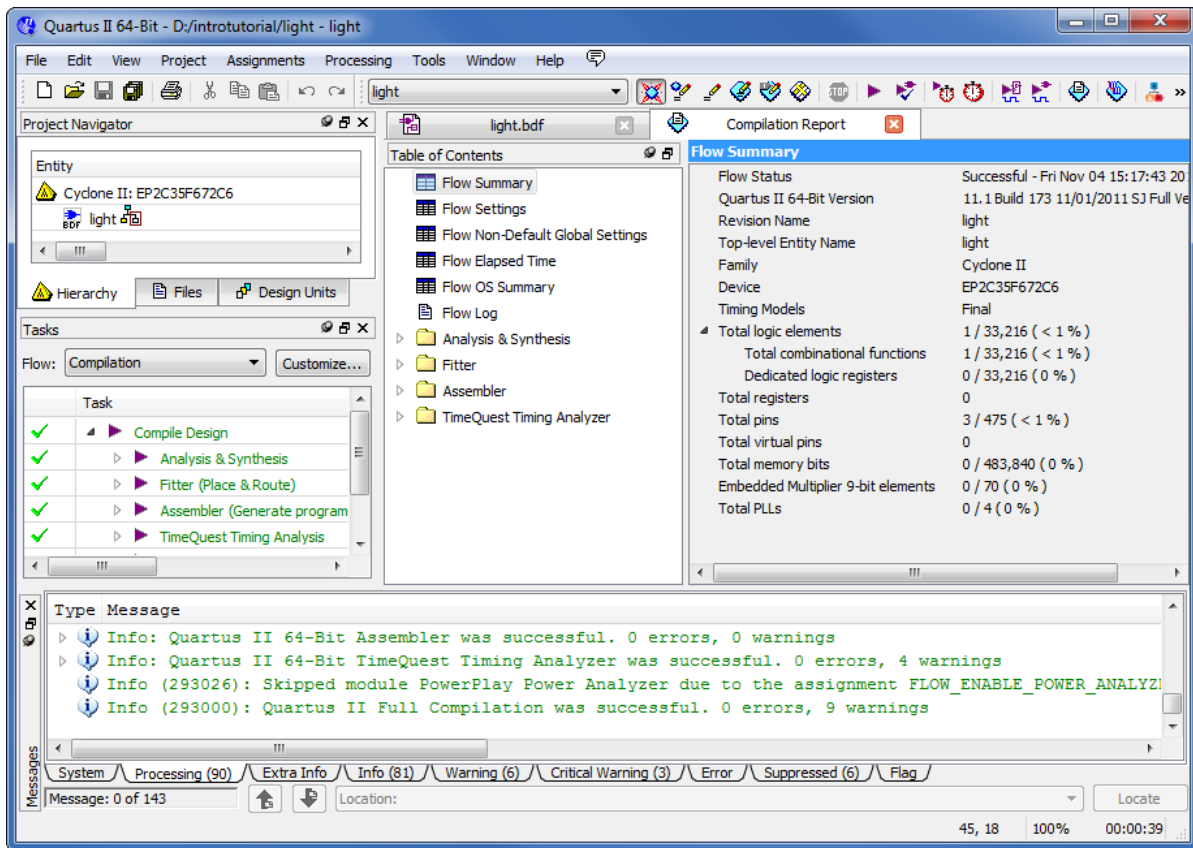 Quartus II 64-Bit - D:/introtutorial/light - light
File Edit View Project Assignments Processing Tools Window Help
light
STOP
Project Navigator
Entity
Cyclone II: EP2C35F672C6
BDF light
Hierarchy Files Design Units
Tasks
Flow: Compilation Customize...
Task
Compile Design
Analysis & Synthesis
Fitter (Place & Route)
Assembler (Generate program
TimeQuest Timing Analysis
light.bdf Compilation Report
Table of Contents
Flow Summary
Flow Settings
Flow Non-Default Global Settings
Flow Elapsed Time
Flow OS Summary
Flow Log
Analysis & Synthesis
Fitter
Assembler
TimeQuest Timing Analyzer
Flow Summary
Flow Status Successful - Fri Nov 04 15:17:43 20
Quartus II 64-Bit Version 11.1 Build 173 11/01/2011 SJ Full Ve
Revision Name light
Top-level Entity Name light
Family Cyclone II
Device EP2C35F672C6
Timing Models Final
Total logic elements 1 / 33,216 ( < 1 % )
Total combinational functions 1 / 33,216 ( < 1 % )
Dedicated logic registers 0 / 33,216 ( 0 % )
Total registers 0
Total pins 3 / 475 ( < 1 % )
Total virtual pins 0
Total memory bits 0 / 483,840 ( 0 % )
Embedded Multiplier 9-bit elements 0 / 70 ( 0 % )
Total PLLs 0 / 4 ( 0 % )
Type Message
Info: Quartus II 64-Bit Assembler was successful. 0 errors, 0 warnings
Info: Quartus II 64-Bit TimeQuest Timing Analyzer was successful. 0 errors, 4 warnings
Info (293026): Skipped module PowerPlay Power Analyzer due to the assignment FLOW_ENABLE_POWER_ANALYZ
Info (293000): Quartus II Full Compilation was successful. 0 errors, 9 warnings
System Processing (90) Extra Info Info (81) Warning (6) Critical Warning (3) Error Suppressed (6) Flag
Messages
Message: 0 of 143 Location: Locate
45, 18 100% 00:00:39